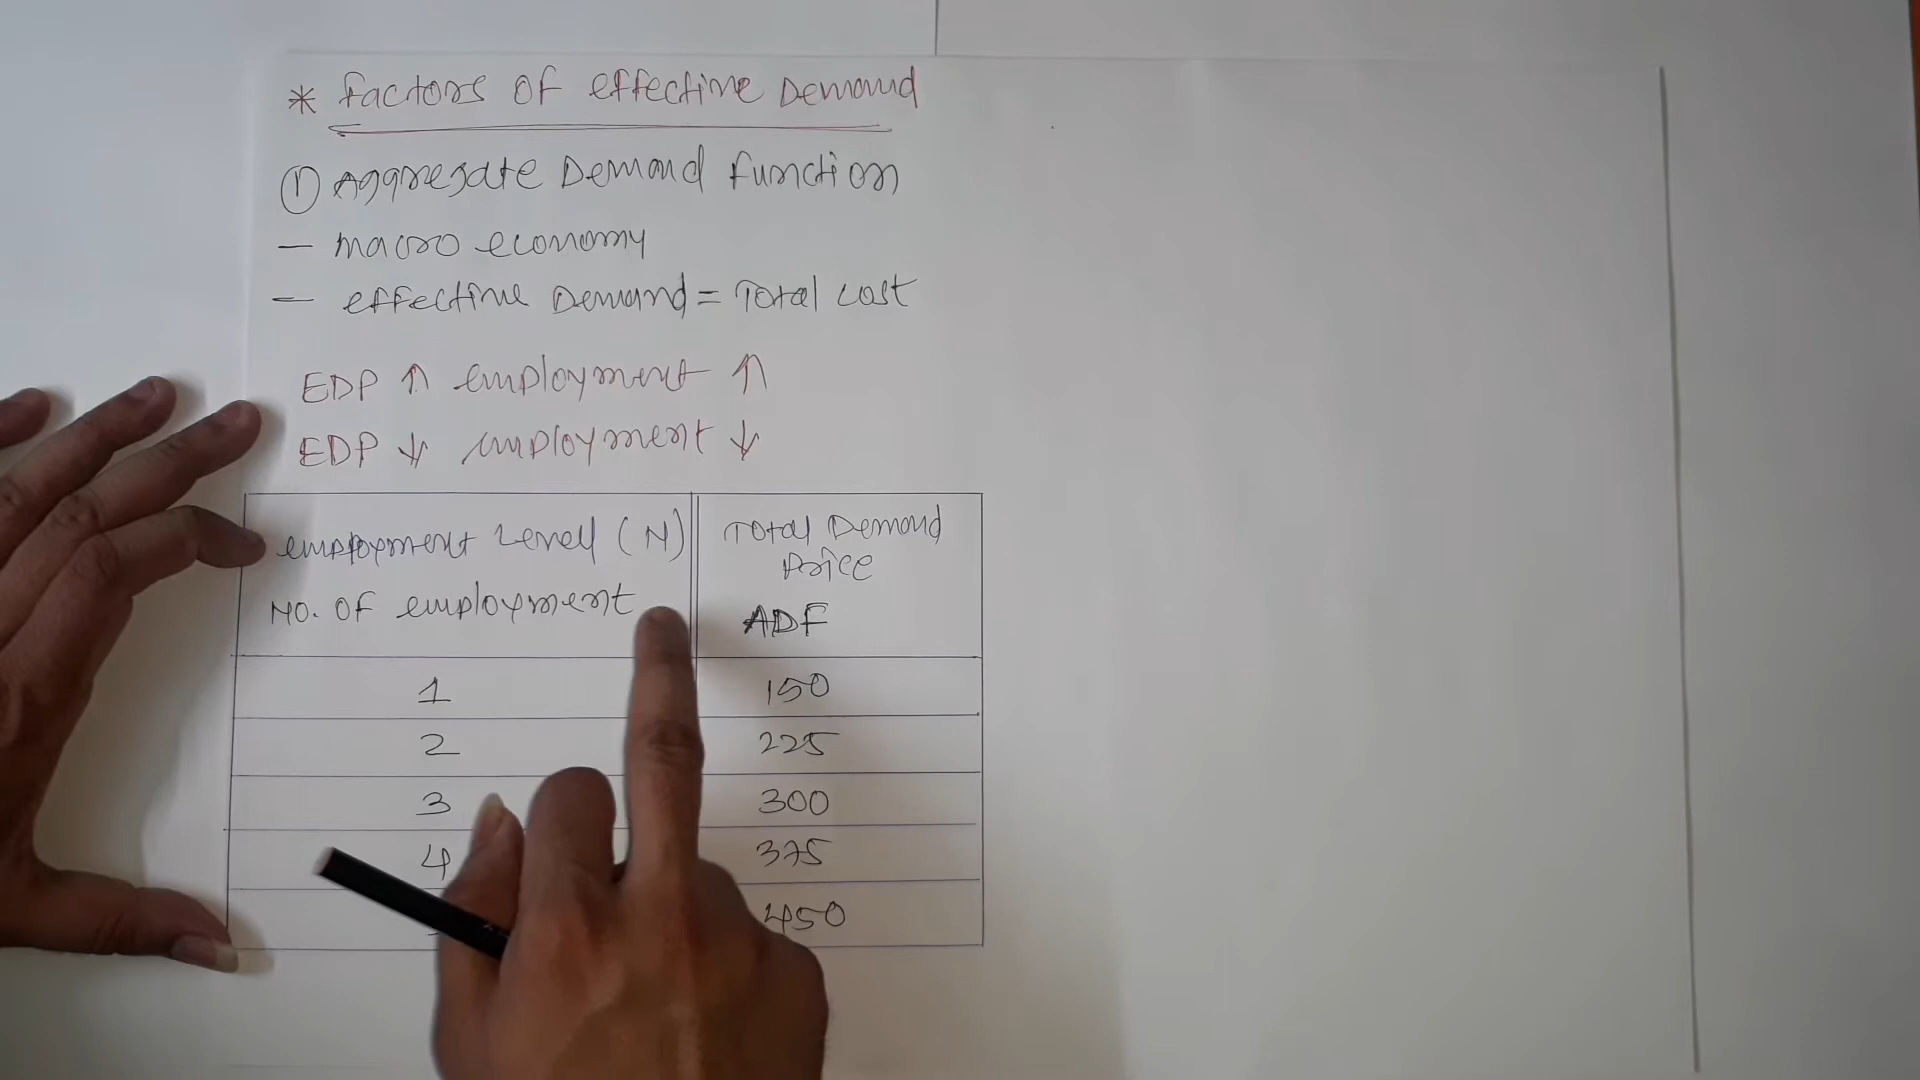 * Factors OF effective Demand
① Aggregate Demand Function
— macro economy
— effective Demand = Total cost
EDP ↑ employment ↑
EDP ↓ employment ↓
employment Level (N)
No. OF employment
Total Demand
Price
ADF
1 150
2 225
3 300
4 375
450